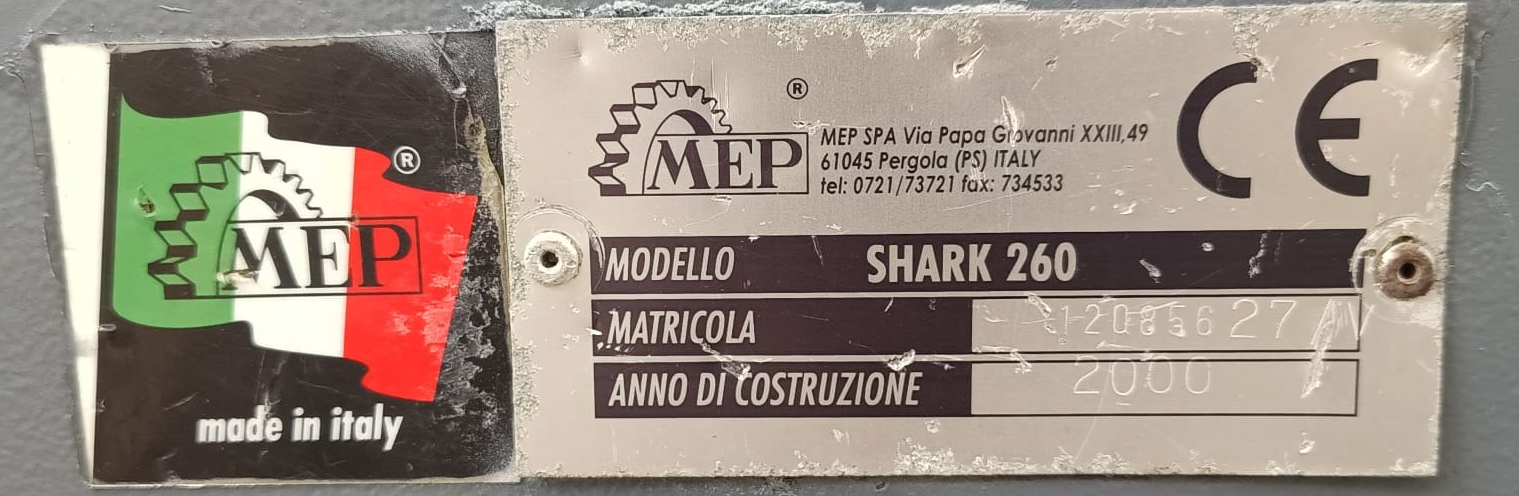 MEP®
made in italy
MEP®
MEP SPA Via Papa Giovanni XXIII,49
61045 Pergola (PS) ITALY
tel: 0721/73721 fax: 734533
CE
MODELLO SHARK 260
MATRICOLA
ANNO DI COSTRUZIONE 2000